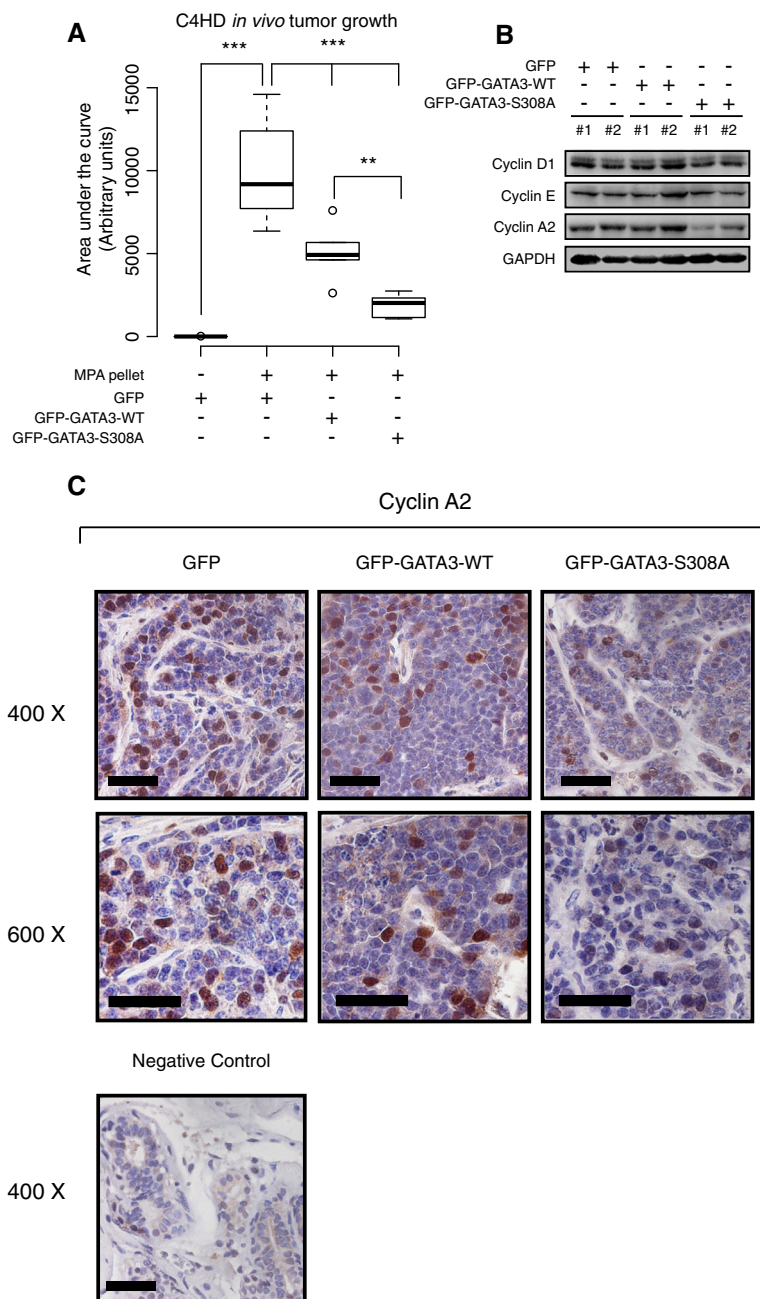 A
C4HD in vivo tumor growth
*** ***
**
Area under the curve
(Arbitrary units)
15000
10000
5000
0
MPA pellet - + + +
GFP + + - -
GFP-GATA3-WT - - + -
GFP-GATA3-S308A - - - +
B
GFP + + - - - -
GFP-GATA3-WT - - + + - -
GFP-GATA3-S308A - - - - + +
#1 #2 #1 #2 #1 #2
Cyclin D1
Cyclin E
Cyclin A2
GAPDH
C
Cyclin A2
GFP GFP-GATA3-WT GFP-GATA3-S308A
400 X
600 X
Negative Control
400 X